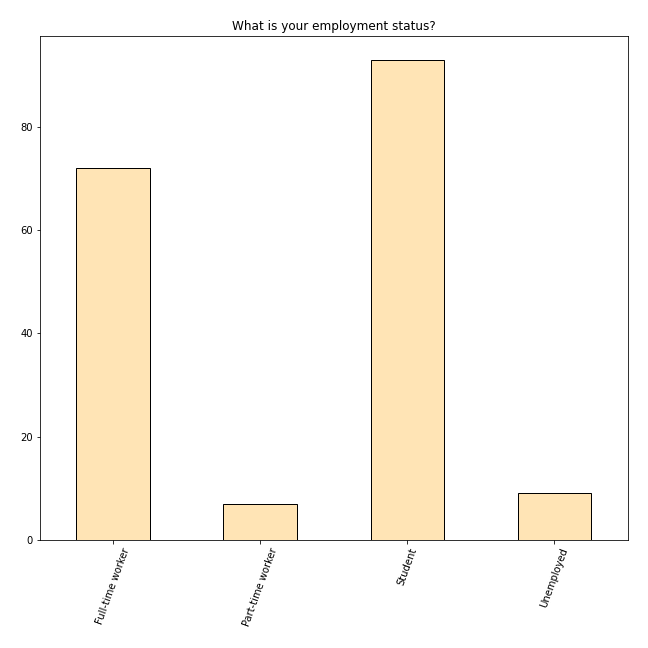 What is your employment status?
80
60
40
20
0
Full-time worker
Part-time worker
Student
Unemployed